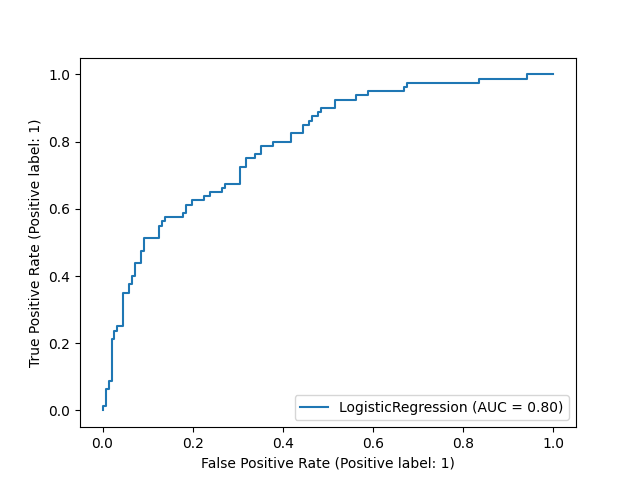 1.0
0.8
0.6
0.4
0.2
0.0
True Positive Rate (Positive label: 1)
LogisticRegression (AUC = 0.80)
0.0 0.2 0.4 0.6 0.8 1.0
False Positive Rate (Positive label: 1)